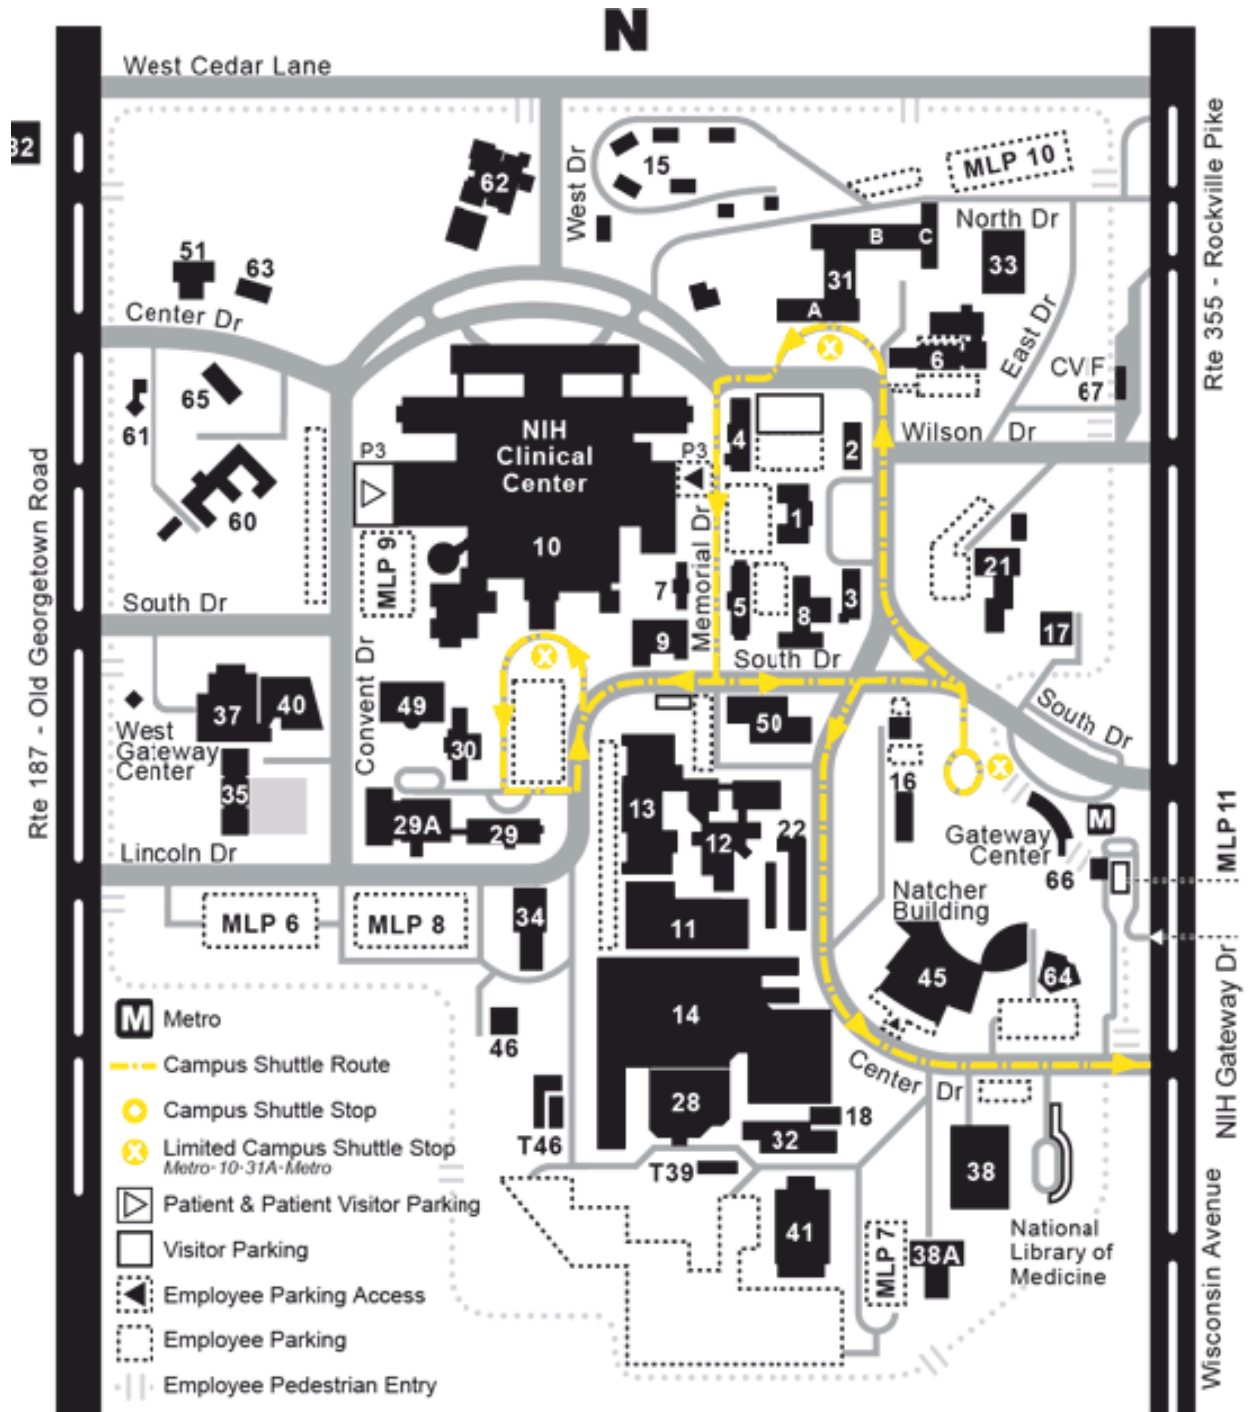 N
West Cedar Lane
32
62
West Dr
15
MLP 10
Rte 355 - Rockville Pike
North Dr
B
C
31
A
33
51
63
Center Dr
6
East Dr
CVIF
67
65
61
60
NIH
Clinical
Center
10
P3
P3
MLP 9
4
2
Wilson Dr
1
Memorial Dr
7
5
8
3
9
21
17
Rte 187 - Old Georgetown Road
South Dr
South Dr
South Dr
Convent Dr
37
40
49
30
50
West
Gateway
Center
35
29A
29
13
12
22
16
M
Gateway
Center
66
MLP 11
Lincoln Dr
MLP 6
MLP 8
34
11
Natcher
Building
45
64
14
46
NIH Gateway Dr
Center Dr
28
18
32
T46
T39
38
41
MLP 7
38A
National
Library of
Medicine
Wisconsin Avenue
M Metro
Campus Shuttle Route
Campus Shuttle Stop
X Limited Campus Shuttle Stop
Metro-10-31A-Metro
Patient & Patient Visitor Parking
Visitor Parking
Employee Parking Access
Employee Parking
Employee Pedestrian Entry